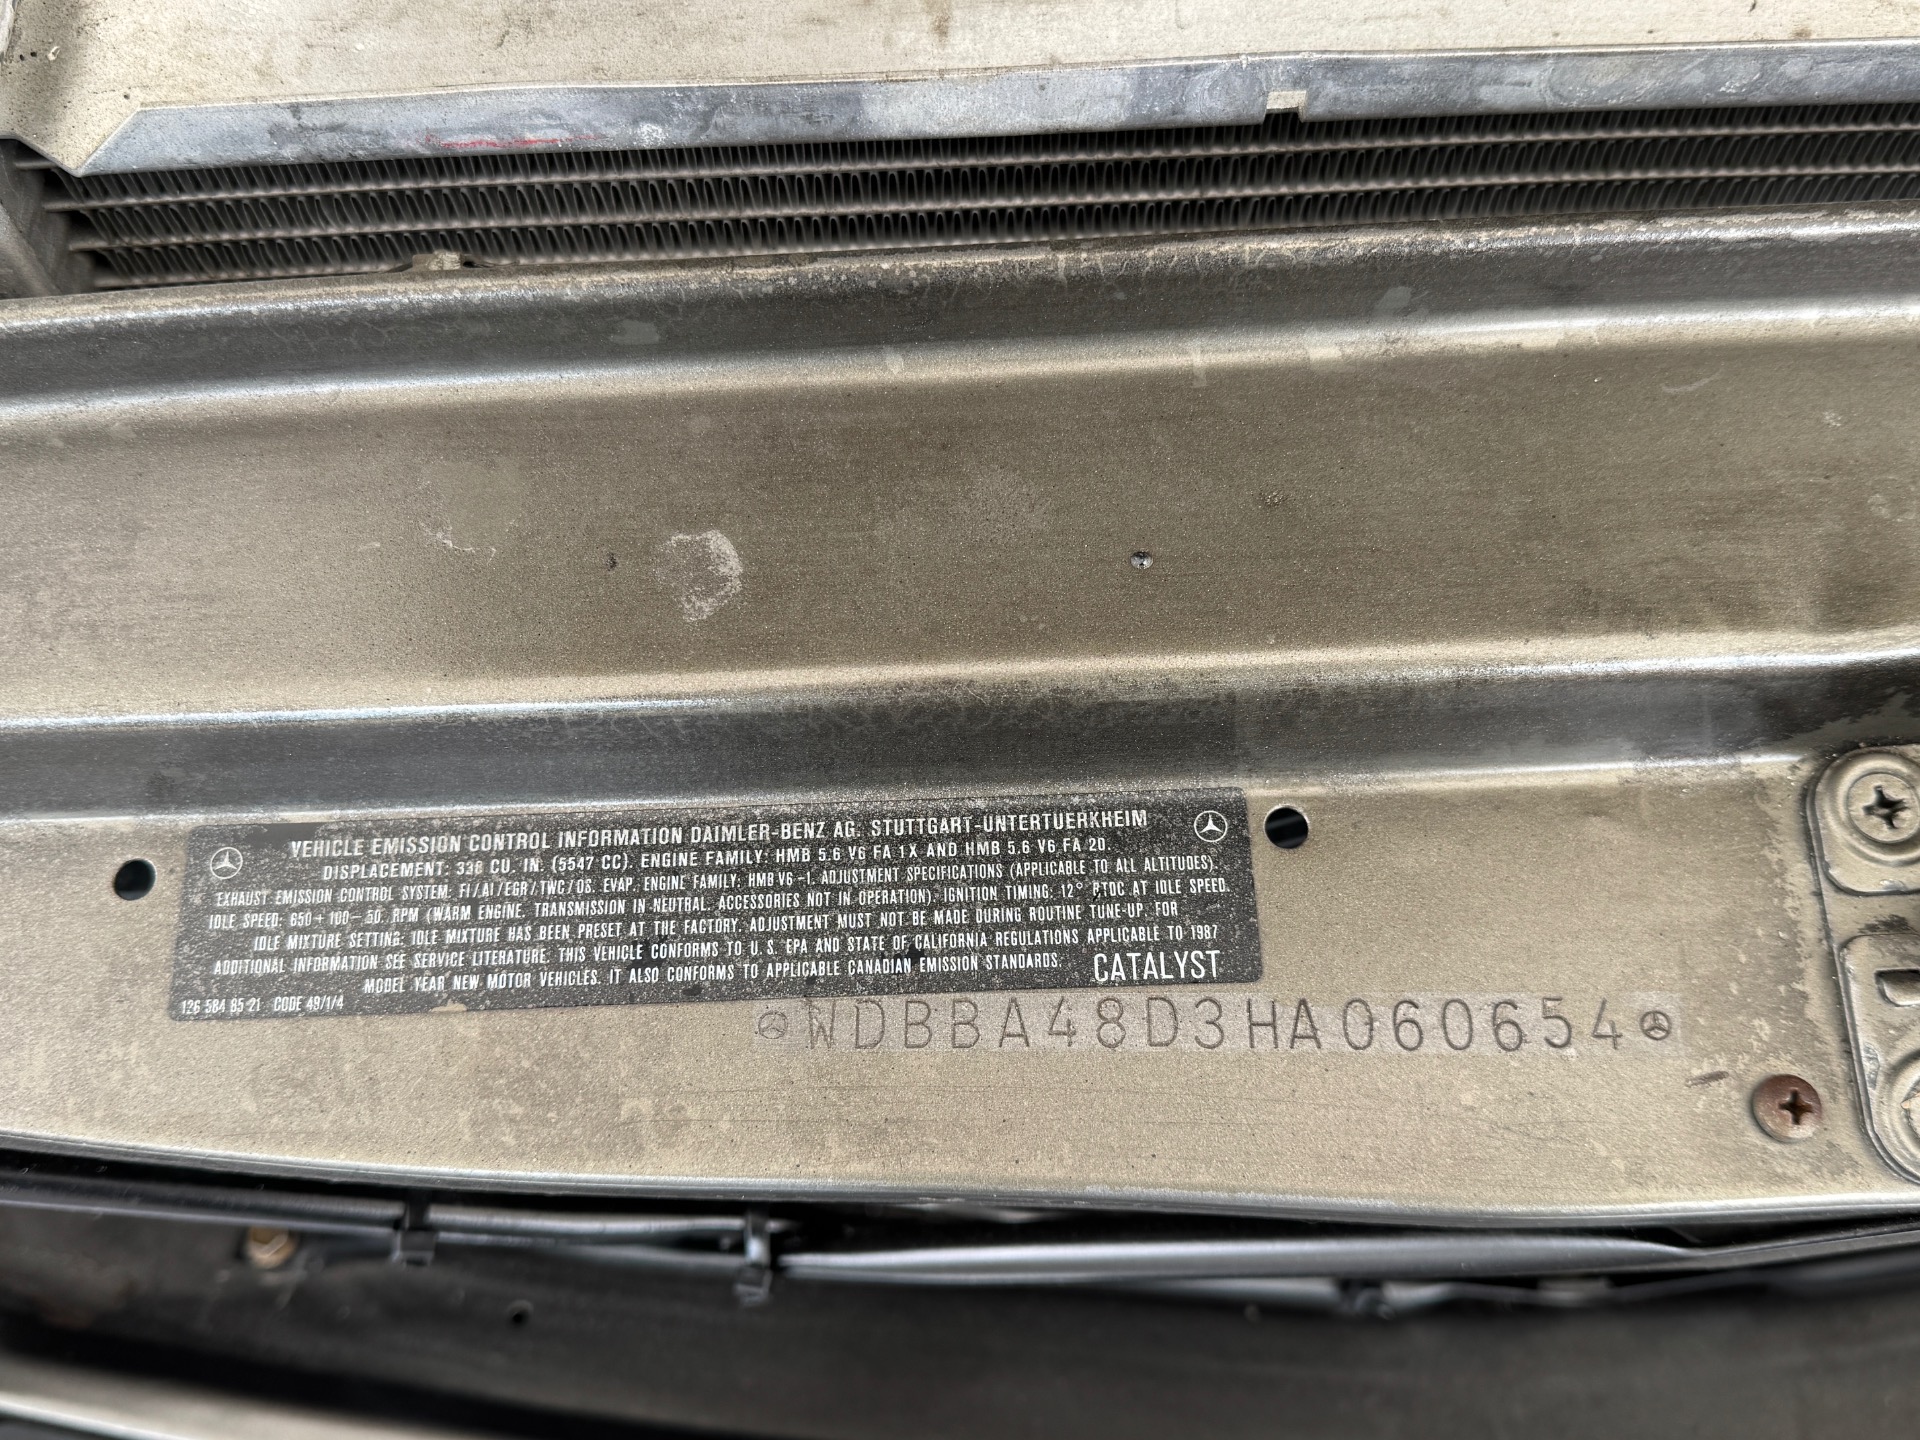 VEHICLE EMISSION CONTROL INFORMATION DAIMLER-BENZ AG. STUTTGART-UNTERTUERKHEIM
DISPLACEMENT: 338 CU. IN. (5547 CC). ENGINE FAMILY: HMB 5.6 V6 FA 1X AND HMB 5.6 V6 FA 20.
EXHAUST EMISSION CONTROL SYSTEM: FI/AI/EGR/TWC/OS. EVAP. ENGINE FAMILY: HMB V6-1. ADJUSTMENT SPECIFICATIONS (APPLICABLE TO ALL ALTITUDES).
IDLE SPEED: 650 + 100 - 50. RPM (WARM ENGINE. TRANSMISSION IN NEUTRAL. ACCESSORIES NOT IN OPERATION). IGNITION TIMING: 12° BTDC AT IDLE SPEED.
IDLE MIXTURE SETTING: IDLE MIXTURE HAS BEEN PRESET AT THE FACTORY. ADJUSTMENT MUST NOT BE MADE DURING ROUTINE TUNE-UP. FOR
ADDITIONAL INFORMATION SEE SERVICE LITERATURE. THIS VEHICLE CONFORMS TO U.S. EPA AND STATE OF CALIFORNIA REGULATIONS APPLICABLE TO 1987
MODEL YEAR NEW MOTOR VEHICLES. IT ALSO CONFORMS TO APPLICABLE CANADIAN EMISSION STANDARDS. CATALYST
126 584 85 21 CODE 49/1/4
WDBBA48D3HA060654